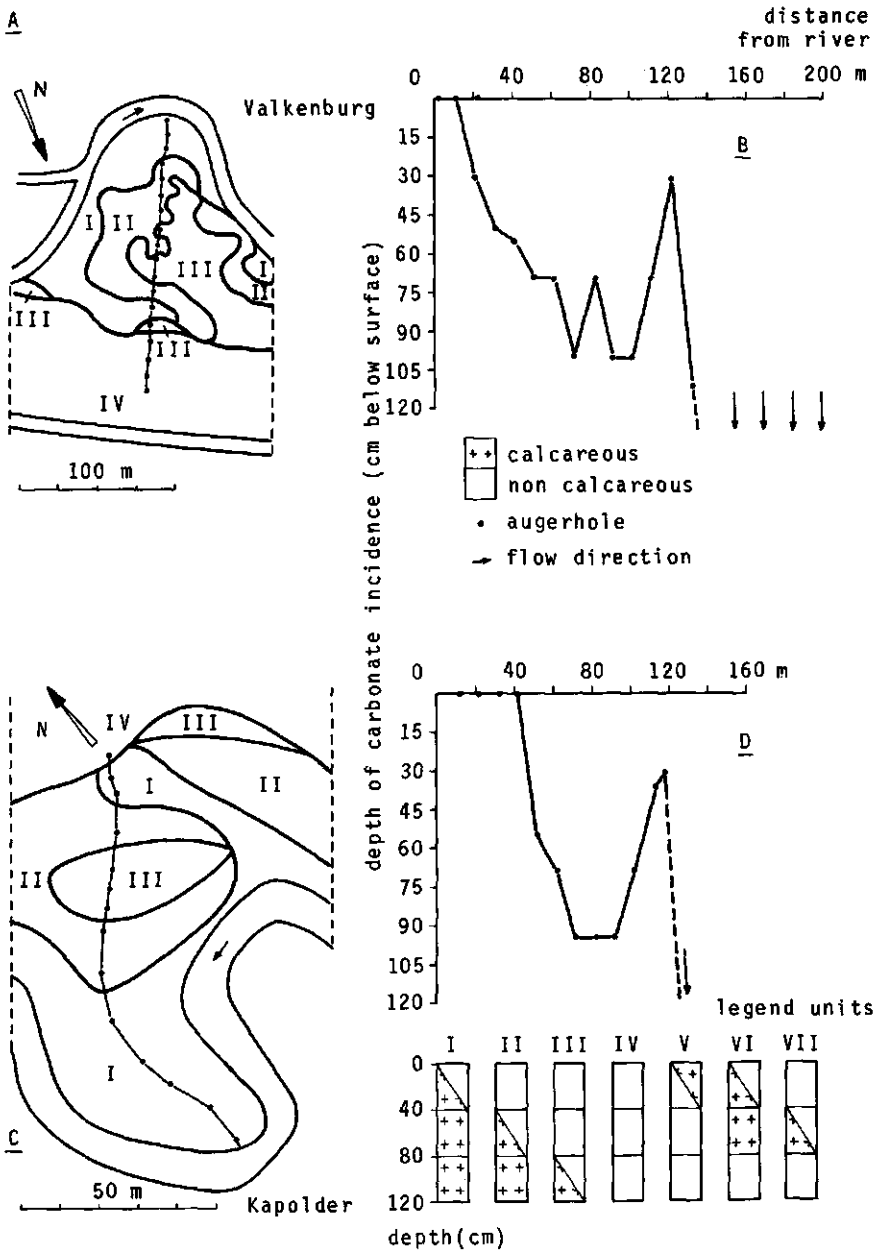 A
N
Valkenburg
I
II
III
I
II
III
III
IV
100 m
distance
from river
0 40 80 120 160 200 m
B
15
30
45
60
75
90
105
120
depth of carbonate incidence (cm below surface)
+ + calcareous
non calcareous
augerhole
flow direction
N
IV
III
I
II
II
III
I
C
50 m
Kapolder
0 40 80 120 160 m
D
15
30
45
60
75
90
105
120
legend units
I II III IV V VI VII
0
40
80
120
depth(cm)